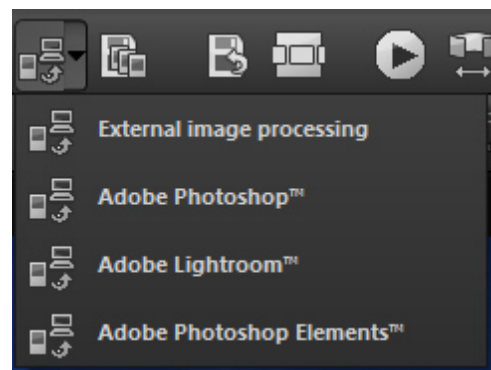 External image processing
Adobe Photoshop™
Adobe Lightroom™
Adobe Photoshop Elements™